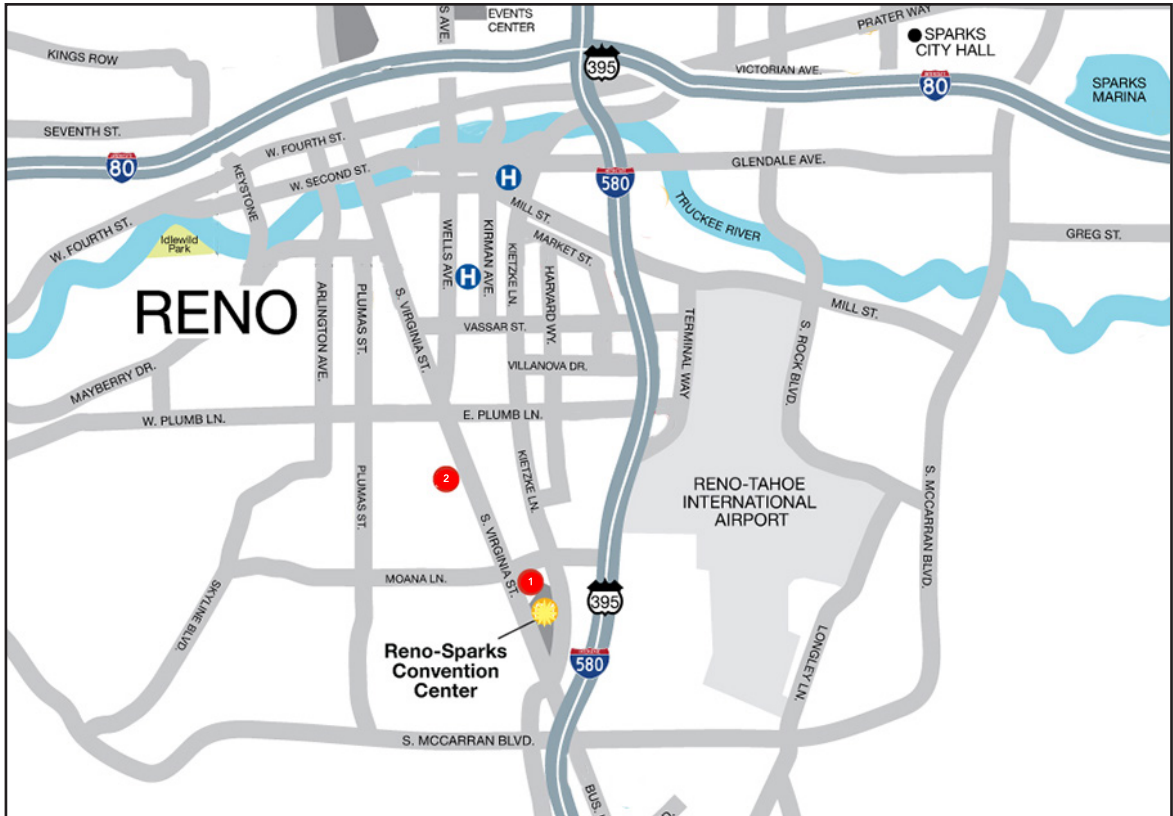 S AVE.
EVENTS
CENTER
PRATER WAY
SPARKS
CITY HALL
KINGS ROW
395
VICTORIAN AVE.
80
SPARKS
MARINA
SEVENTH ST.
W. FOURTH ST.
80
KEYSTONE
W. SECOND ST.
H
580
GLENDALE AVE.
W. FOURTH ST.
Idlewild
Park
MILL ST.
MARKET ST.
TRUCKEE RIVER
GREG ST.
WELLS AVE.
KIRMAN AVE.
KIETZKE LN.
HARVARD WY.
H
RENO
ARLINGTON AVE.
PLUMAS ST.
S. VIRGINIA ST.
VASSAR ST.
TERMINAL WAY
S. ROCK BLVD.
MILL ST.
MAYBERRY DR.
VILLANOVA DR.
W. PLUMB LN.
E. PLUMB LN.
2
PLUMAS ST.
KIETZKE LN.
RENO-TAHOE
INTERNATIONAL
AIRPORT
S. MCCARRAN BLVD.
S. VIRGINIA ST.
MOANA LN.
1
395
SKYLINE BLVD.
Reno-Sparks
Convention
Center
580
LONGLEY LN.
S. MCCARRAN BLVD.
BUS.